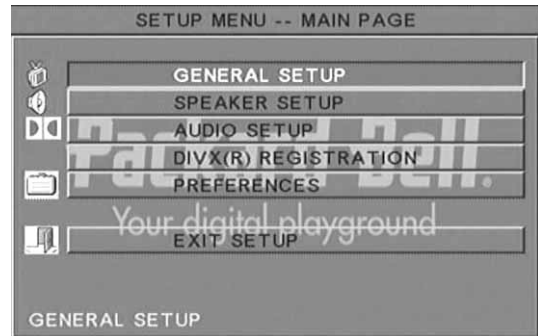 SETUP MENU -- MAIN PAGE
GENERAL SETUP
SPEAKER SETUP
AUDIO SETUP
DIVX(R) REGISTRATION
PREFERENCES
Packard Bell.
Your digital playground
EXIT SETUP
GENERAL SETUP